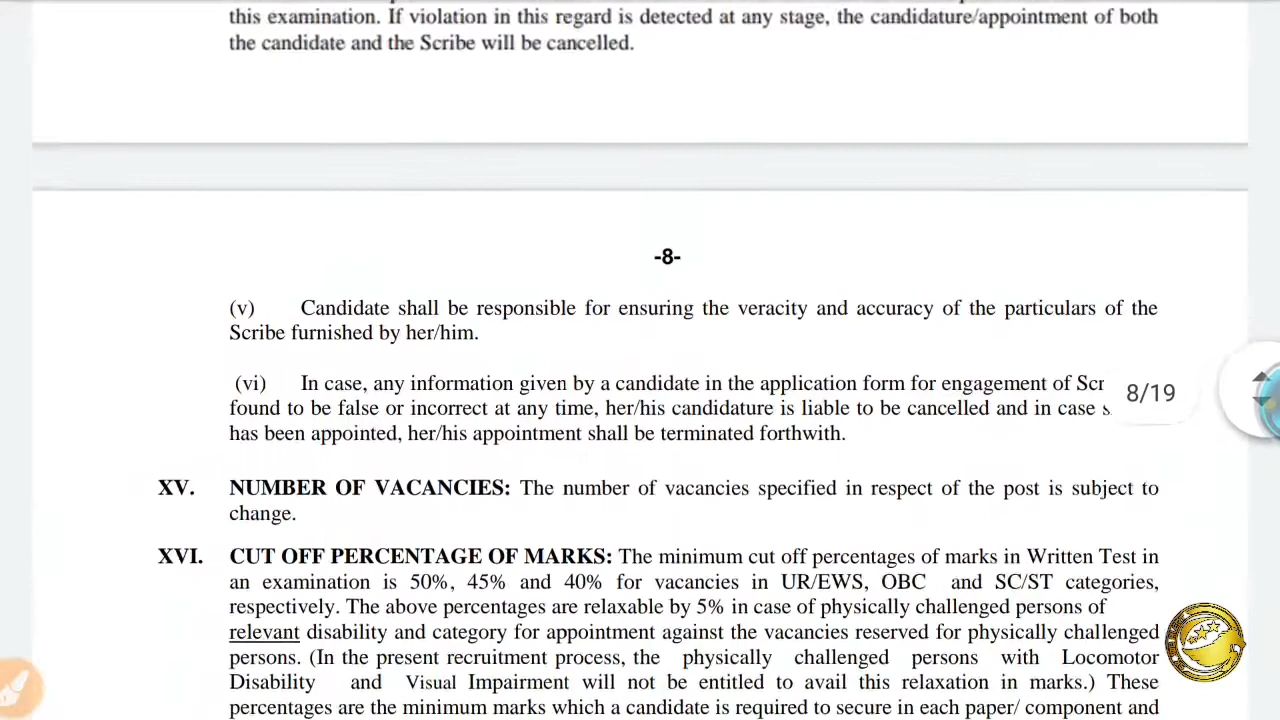 this examination. If violation in this regard is detected at any stage, the candidature/appointment of both
the candidate and the Scribe will be cancelled.
-8-
(v) Candidate shall be responsible for ensuring the veracity and accuracy of the particulars of the
Scribe furnished by her/him.
(vi) In case, any information given by a candidate in the application form for engagement of Scr
found to be false or incorrect at any time, her/his candidature is liable to be cancelled and in case s
8/19
has been appointed, her/his appointment shall be terminated forthwith.
XV. NUMBER OF VACANCIES: The number of vacancies specified in respect of the post is subject to
change.
XVI. CUT OFF PERCENTAGE OF MARKS: The minimum cut off percentages of marks in Written Test in
an examination is 50%, 45% and 40% for vacancies in UR/EWS, OBC and SC/ST categories,
respectively. The above percentages are relaxable by 5% in case of physically challenged persons of
relevant disability and category for appointment against the vacancies reserved for physically challenged
persons. (In the present recruitment process, the physically challenged persons with Locomotor
Disability and Visual Impairment will not be entitled to avail this relaxation in marks.) These
percentages are the minimum marks which a candidate is required to secure in each paper/ component and